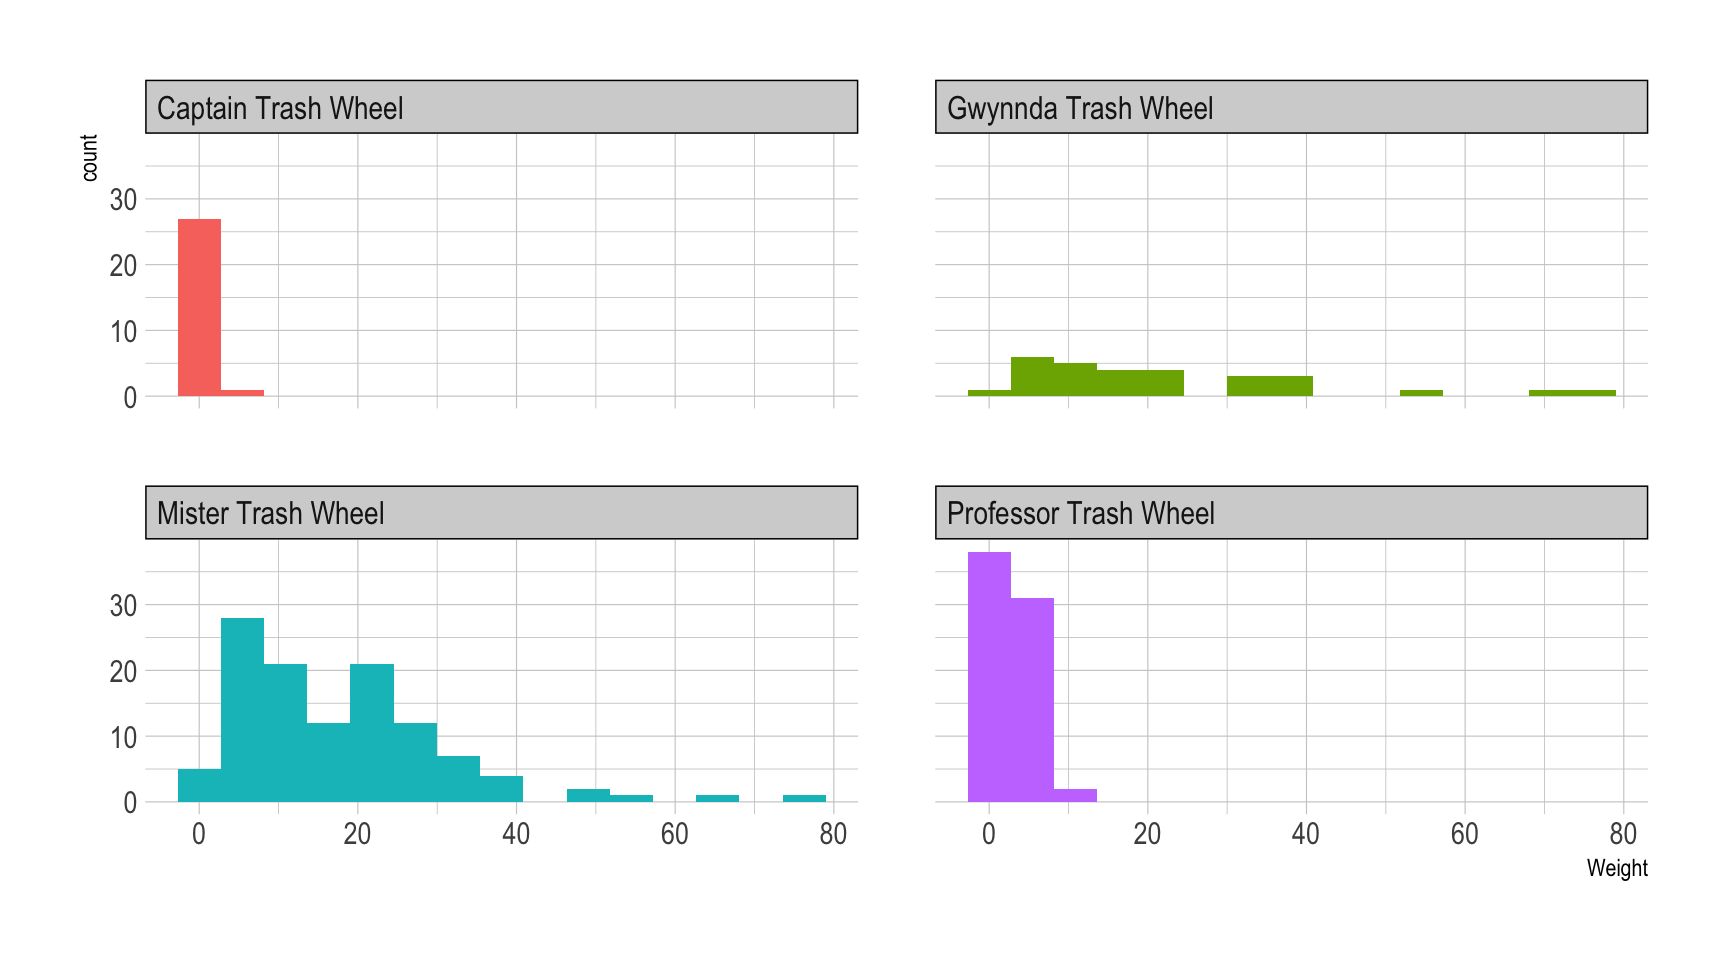 Captain Trash Wheel
Gwynnda Trash Wheel
count
30
20
10
0
Mister Trash Wheel
Professor Trash Wheel
30
20
10
0
0 20 40 60 80
0 20 40 60 80
Weight